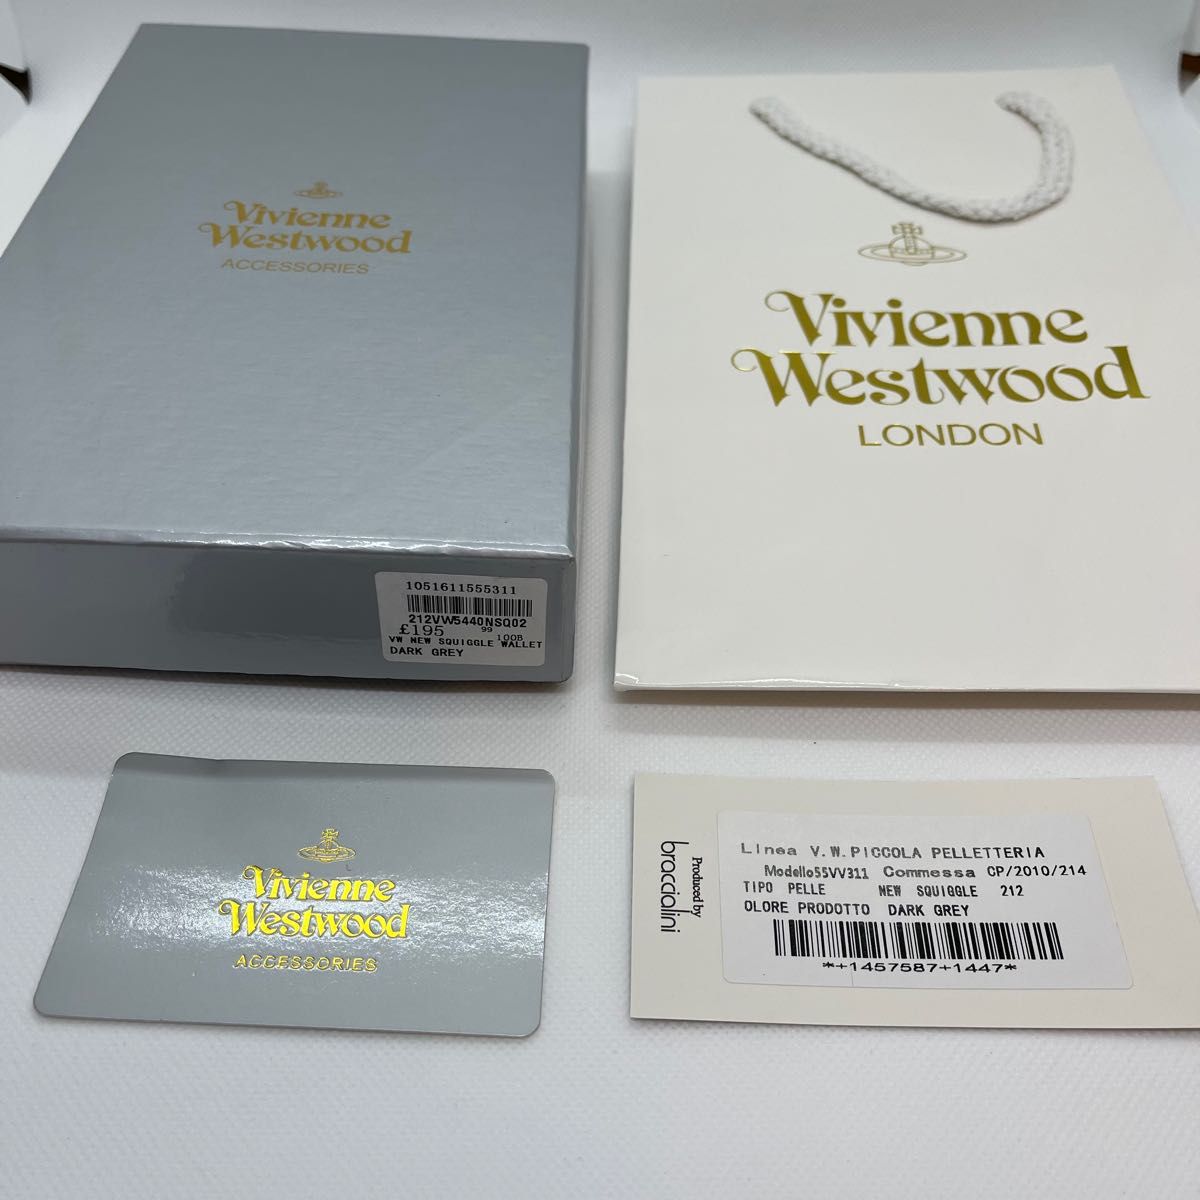 Vivienne
Westwood
ACCESSORIES
1051611555311
212VW5440NSQ02
£195 99 100B
VW NEW SQUIGGLE WALLET
DARK GREY
Vivienne
Westwood
LONDON
Vivienne
Westwood
ACCESSORIES
Produced by
braccialini
Linea V.W.PICCOLA PELLETTERIA
Modello55VV311 Commessa CP/2010/214
TIPO PELLE NEW SQUIGGLE 212
OLORE PRODOTTO DARK GREY
*+1457587+1447*